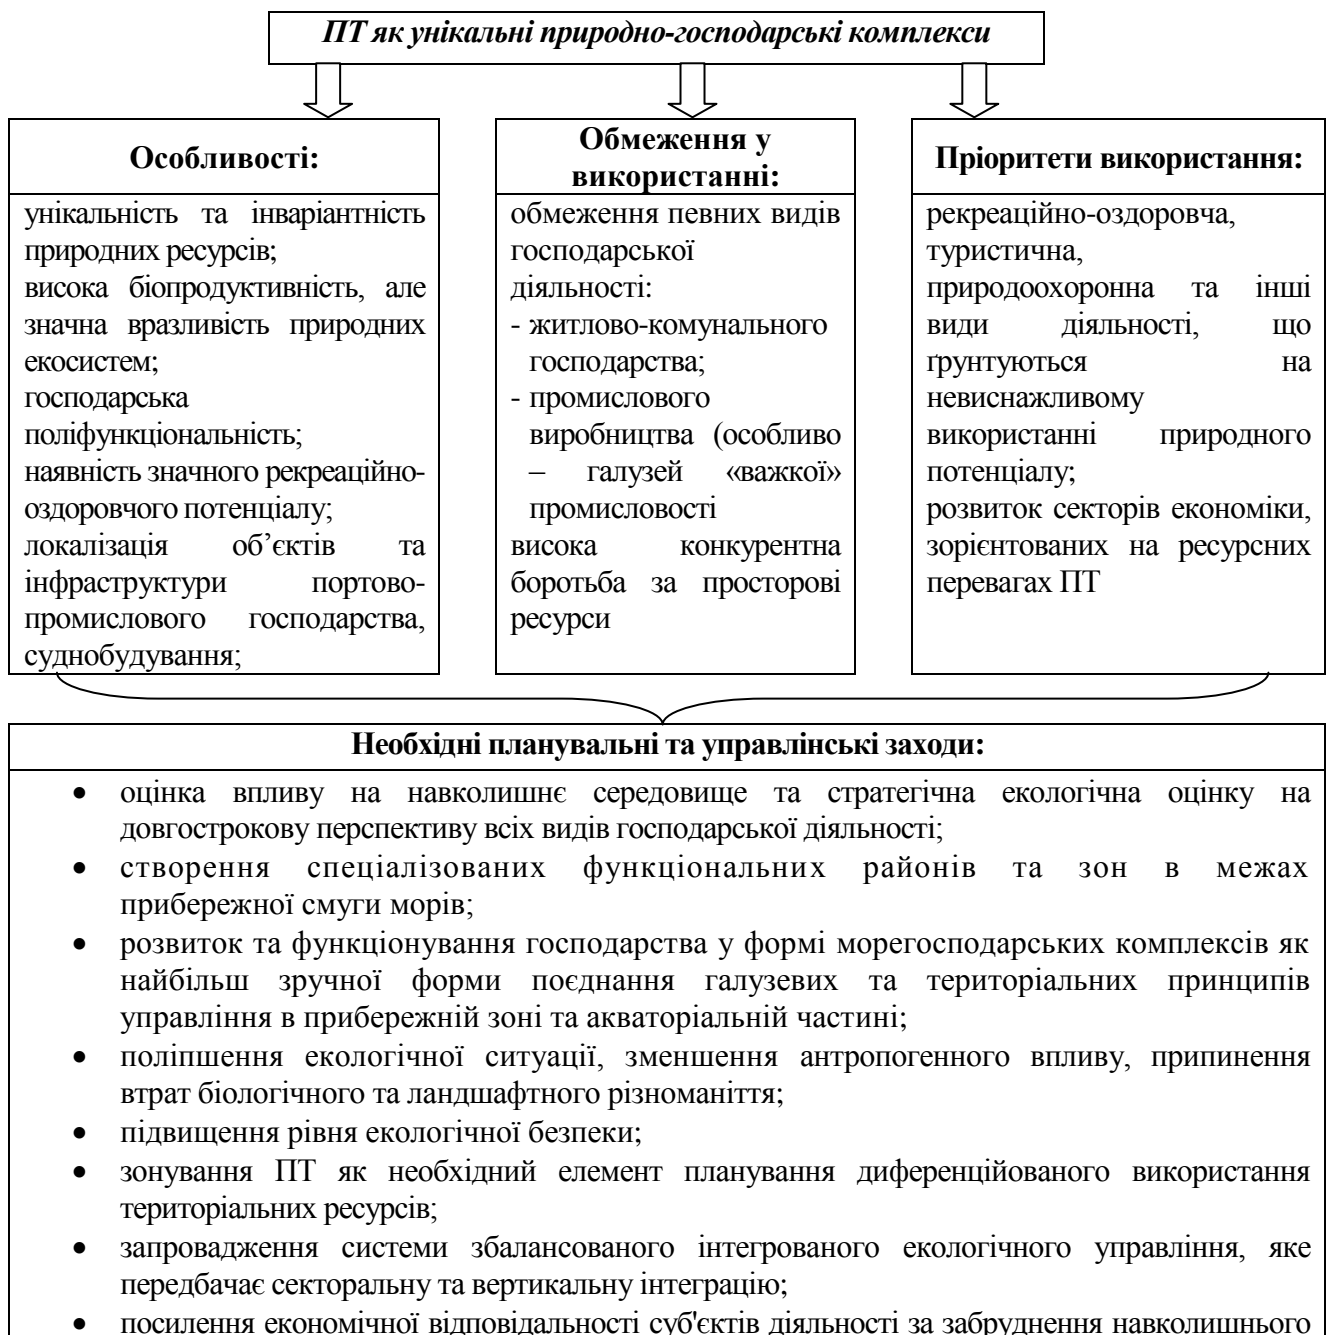 ПТ як унікальні природно-господарські комплекси
Особливості:
унікальність та інваріантність
природних ресурсів;
висока біопродуктивність, але
значна вразливість природних
екосистем;
господарська
поліфункціональність;
наявність значного рекреаційно-
оздоровчого потенціалу;
локалізація об’єктів та
інфраструктури портово-
промислового господарства,
суднобудування;
Обмеження у
використанні:
обмеження певних видів
господарської
діяльності:
- житлово-комунального
господарства;
- промислового
виробництва (особливо
– галузей «важкої»
промисловості
висока конкурентна
боротьба за просторові
ресурси
Пріоритети використання:
рекреаційно-оздоровча,
туристична,
природоохоронна та інші
види діяльності, що
ґрунтуються на
невиснажливому
використанні природного
потенціалу;
розвиток секторів економіки,
зорієнтованих на ресурсних
перевагах ПТ
Необхідні планувальні та управлінські заходи:
• оцінка впливу на навколишнє середовище та стратегічна екологічна оцінку на
довгострокову перспективу всіх видів господарської діяльності;
• створення спеціалізованих функціональних районів та зон в межах
прибережної смуги морів;
• розвиток та функціонування господарства у формі морегосподарських комплексів як
найбільш зручної форми поєднання галузевих та територіальних принципів
управління в прибережній зоні та акваторіальній частині;
• поліпшення екологічної ситуації, зменшення антропогенного впливу, припинення
втрат біологічного та ландшафтного різноманіття;
• підвищення рівня екологічної безпеки;
• зонування ПТ як необхідний елемент планування диференційованого використання
територіальних ресурсів;
• запровадження системи збалансованого інтегрованого екологічного управління, яке
передбачає секторальну та вертикальну інтеграцію;
• посилення економічної відповідальності суб'єктів діяльності за забруднення навколишнього